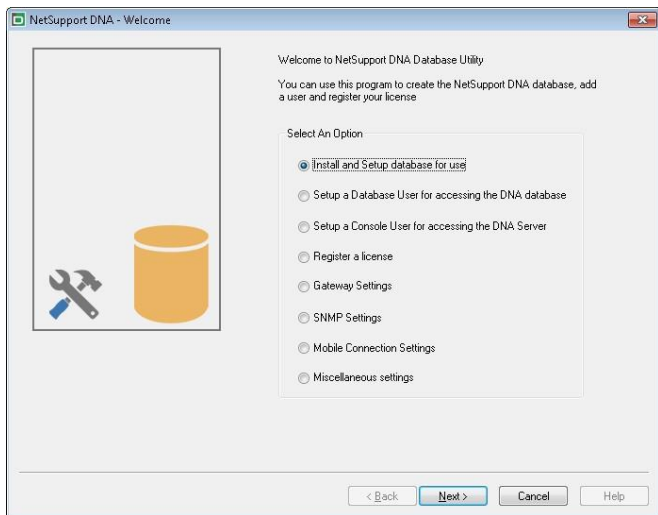 NetSupport DNA - Welcome
Welcome to NetSupport DNA Database Utility
You can use this program to create the NetSupport DNA database, add
a user and register your license
Select An Option
Install and Setup database for use
Setup a Database User for accessing the DNA database
Setup a Console User for accessing the DNA Server
Register a license
Gateway Settings
SNMP Settings
Mobile Connection Settings
Miscellaneous settings
< Back Next > Cancel Help